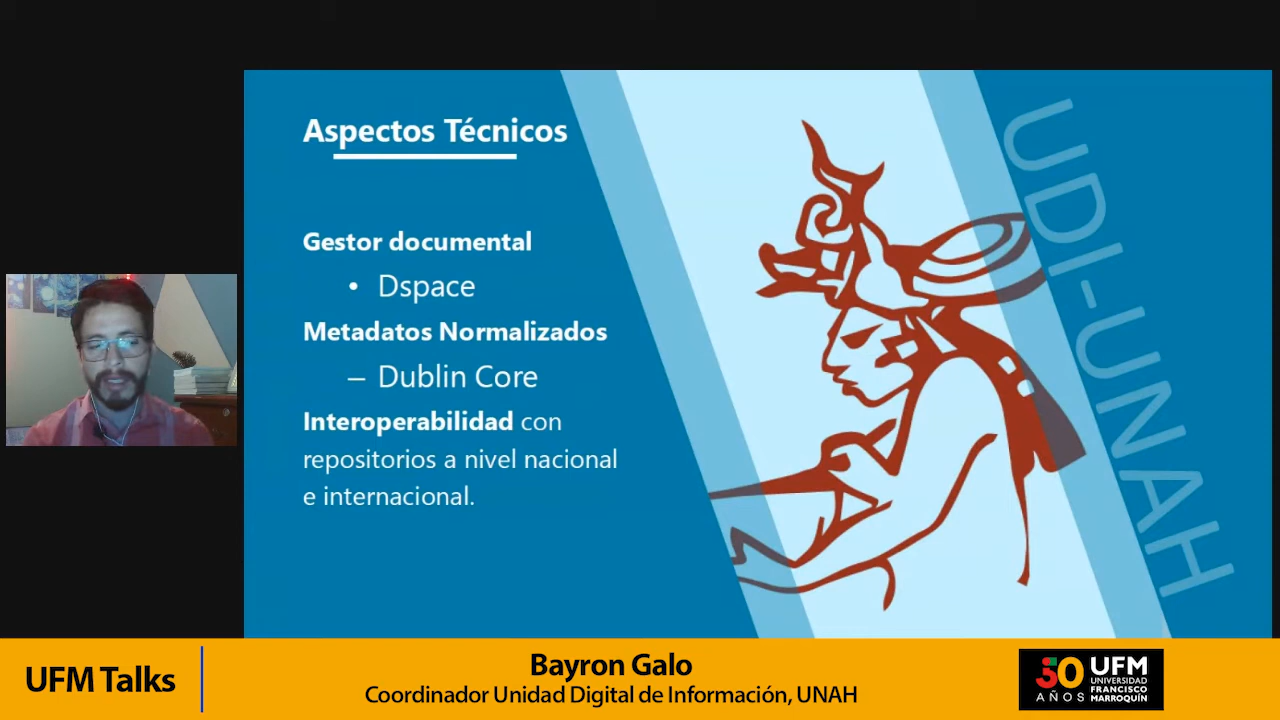 Aspectos Técnicos
Gestor documental
• Dspace
Metadatos Normalizados
– Dublin Core
Interoperabilidad con
repositorios a nivel nacional
e internacional.
UDI-UNAH
UFM Talks
Bayron Galo
Coordinador Unidad Digital de Información, UNAH
50
AÑOS
UFM
UNIVERSIDAD
FRANCISCO
MARROQUÍN